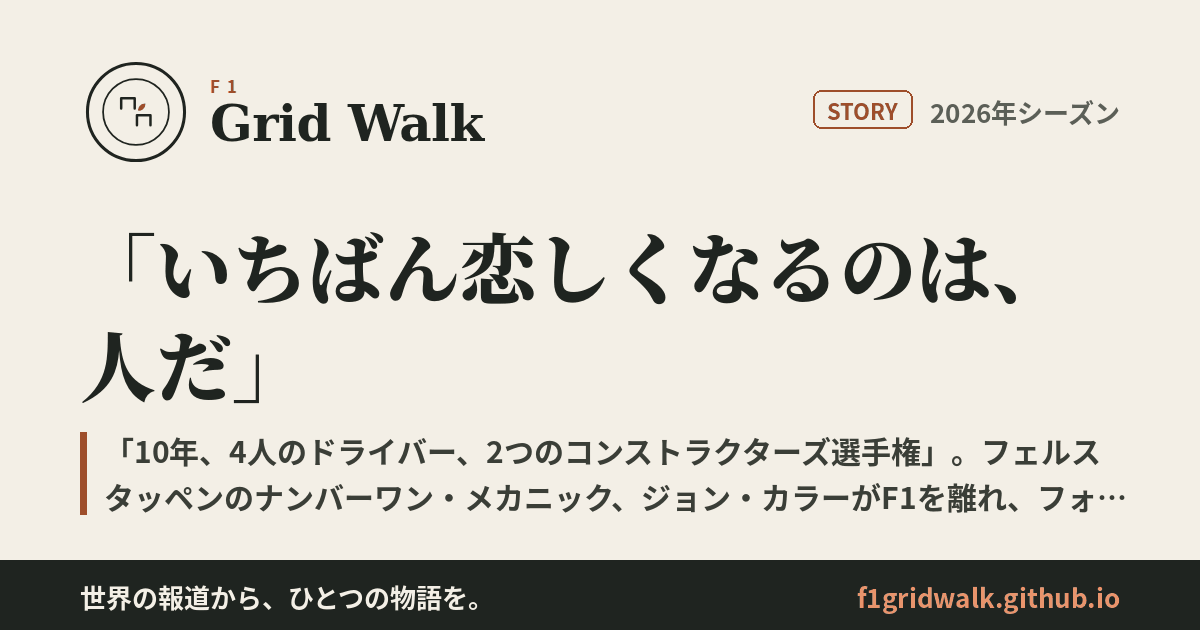 F1
Grid Walk
STORY 2026年シーズン
「いちばん恋しくなるのは、
人だ」
「10年、4人のドライバー、2つのコンストラクターズ選手権」。フェルス
タッペンのナンバーワン・メカニック、ジョン・カラーがF1を離れ、フォ…
世界の報道から、ひとつの物語を。
f1gridwalk.github.io